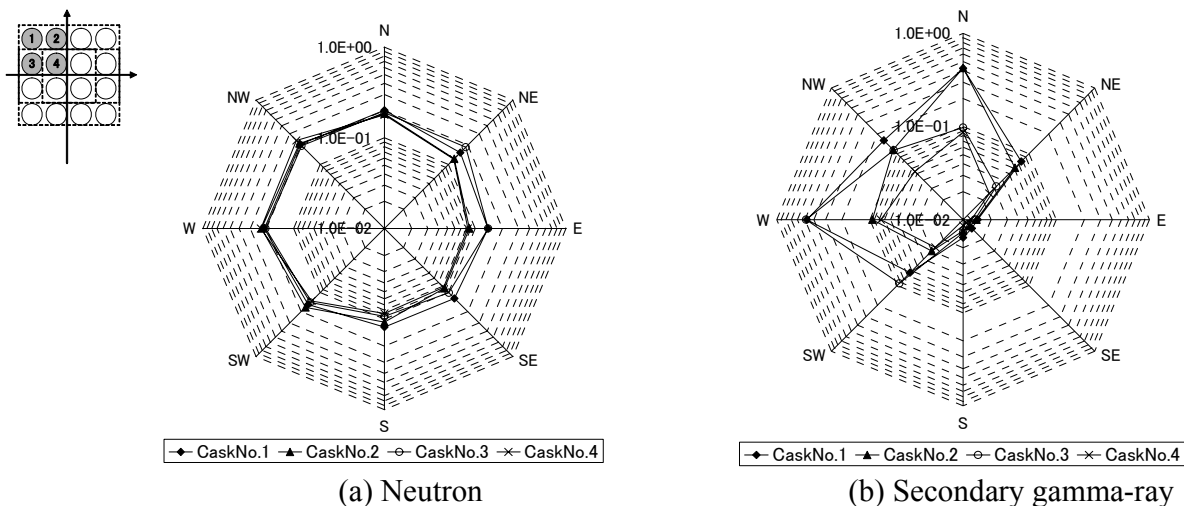 1 2
3 4
N
1.0E+00
NW
NE
1.0E-01
W
1.0E-02
E
SW
SE
S
CaskNo.1 CaskNo.2 CaskNo.3 CaskNo.4
(a) Neutron
N
1.0E+00
NW
NE
1.0E-01
W
1.0E-02
E
SW
SE
S
CaskNo.1 CaskNo.2 CaskNo.3 CaskNo.4
(b) Secondary gamma-ray